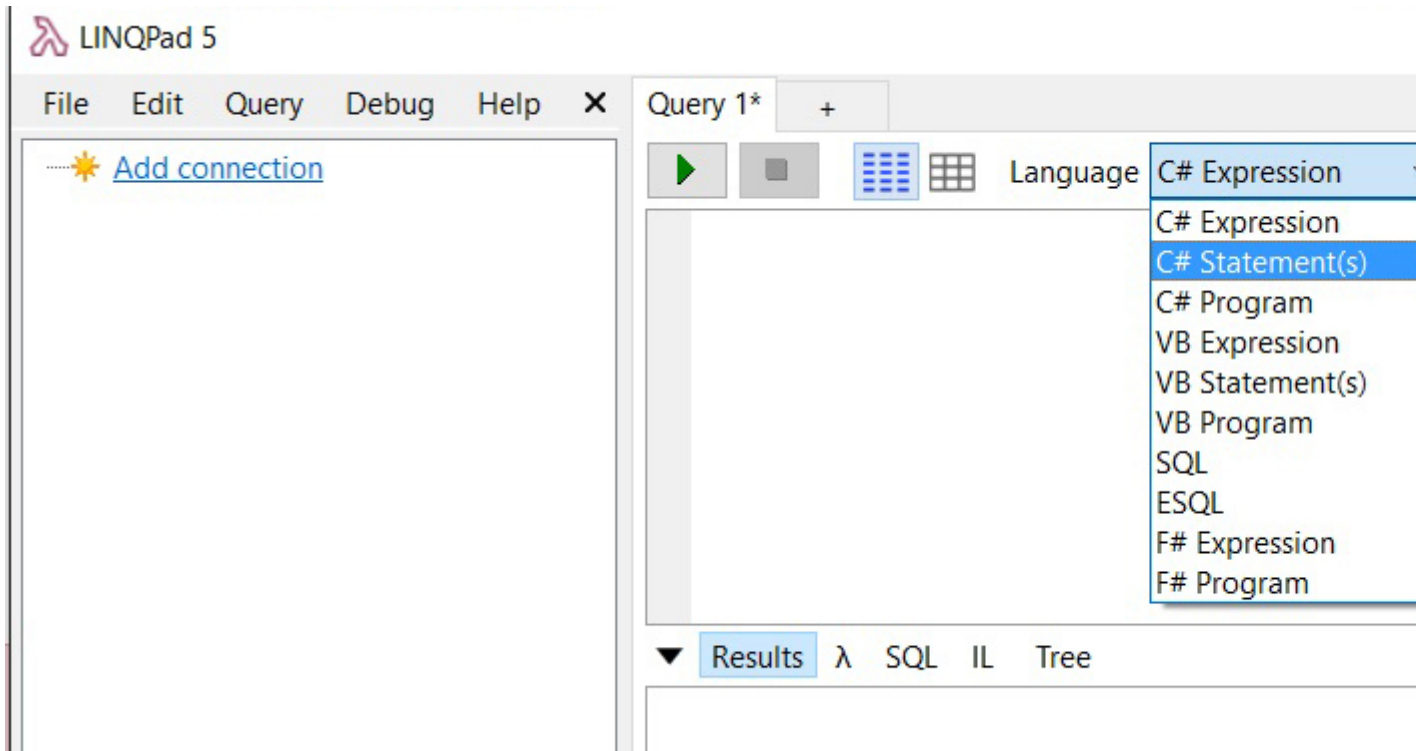 LINQPad 5
File Edit Query Debug Help X
Add connection
Query 1* +
Language C# Expression
C# Expression
C# Statement(s)
C# Program
VB Expression
VB Statement(s)
VB Program
SQL
ESQL
F# Expression
F# Program
Results λ SQL IL Tree